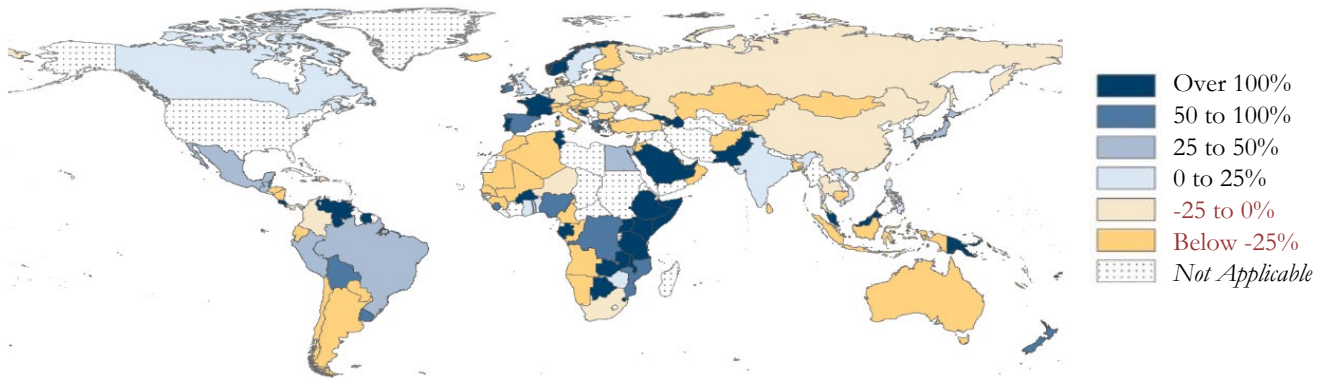 Over 100%
50 to 100%
25 to 50%
0 to 25%
-25 to 0%
Below -25%
Not Applicable